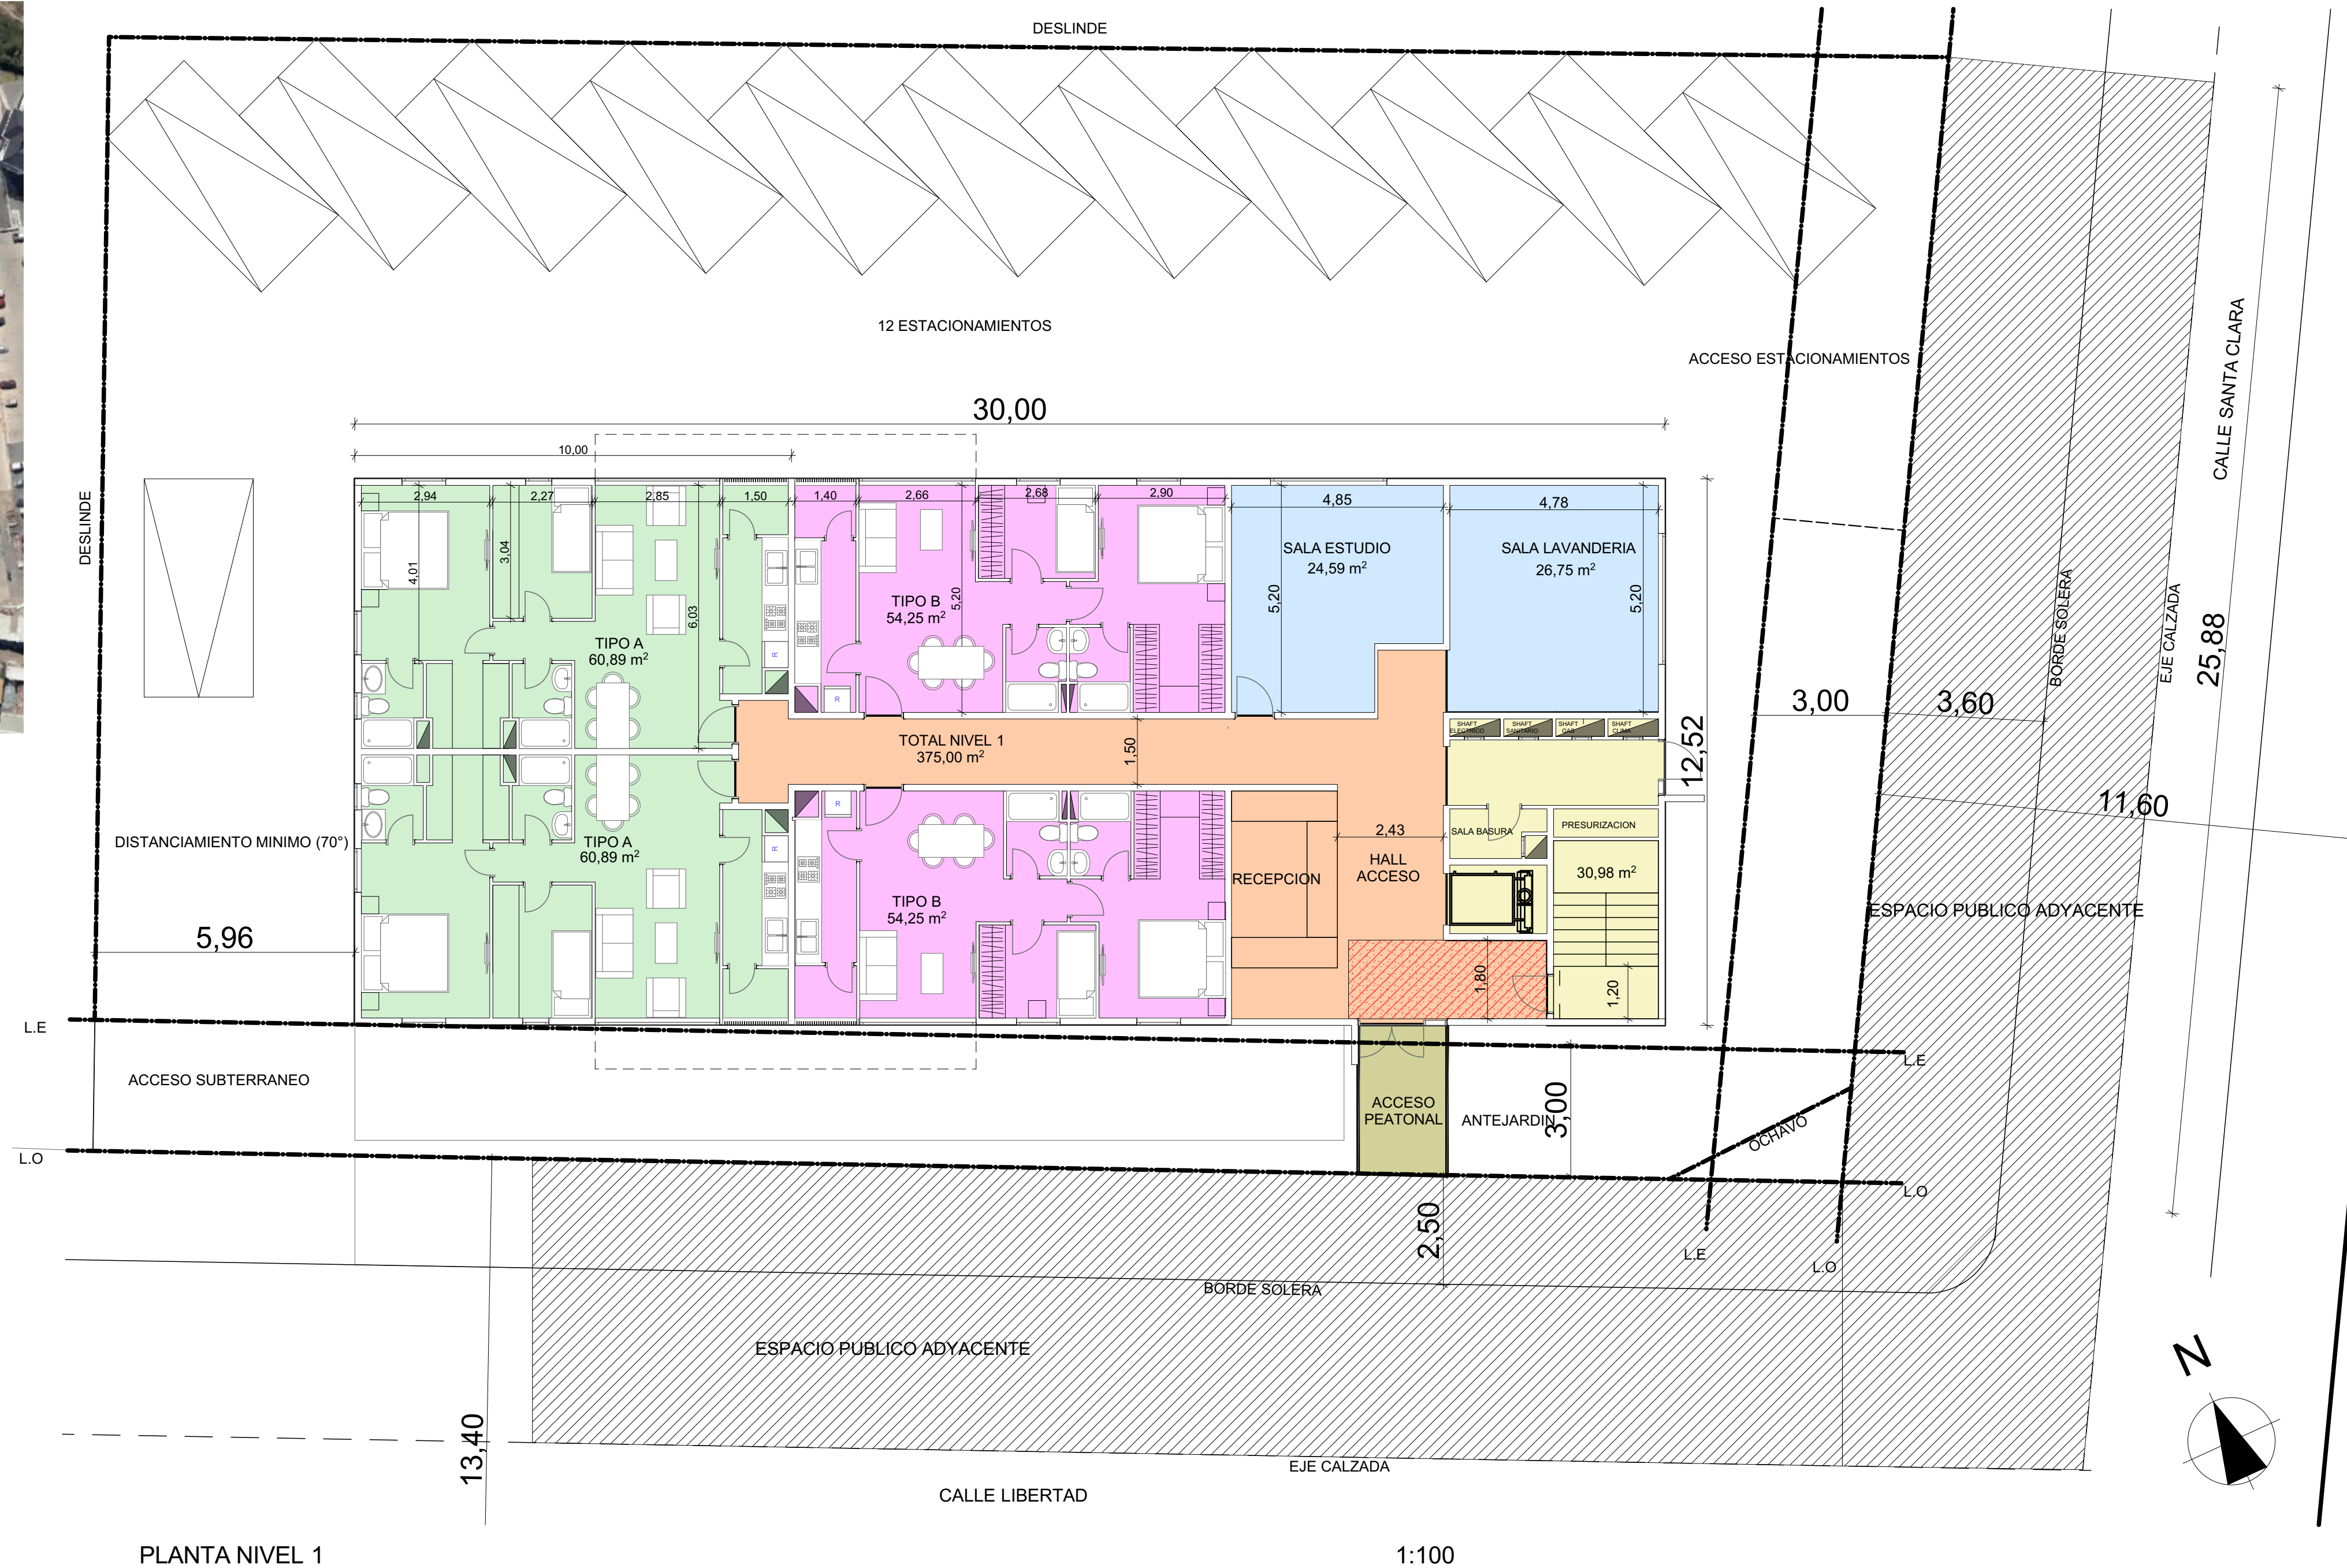 DESLINDE
12 ESTACIONAMIENTOS
ACCESO ESTACIONAMIENTOS
CALLE SANTA CLARA
30,00
10,00
DESLINDE
2,94
2,27
2,85
1,50
1,40
2,66
2,68
2,90
4,85
4,78
4,01
3,04
6,03
5,20
5,20
5,20
SALA ESTUDIO
24,59 m²
SALA LAVANDERIA
26,75 m²
TIPO A
60,89 m²
TIPO B
54,25 m²
R
R
BORDE SOLERA
EJE CALZADA
25,88
3,00
3,60
12,52
SHAFT
ELECTRICO
SHAFT
SANITARIO
SHAFT
GAS
SHAFT
CLIMA
TOTAL NIVEL 1
375,00 m²
1,50
11,60
DISTANCIAMIENTO MINIMO (70°)
TIPO A
60,89 m²
R
R
TIPO B
54,25 m²
2,43
SALA BASURA
PRESURIZACION
HALL
ACCESO
RECEPCION
30,98 m²
ESPACIO PUBLICO ADYACENTE
5,96
1,80
1,20
L.E
L.E
ACCESO SUBTERRANEO
ACCESO
PEATONAL
ANTEJARDIN
3,00
OCHAVO
L.O
L.O
2,50
L.E
L.O
BORDE SOLERA
ESPACIO PUBLICO ADYACENTE
N
13,40
EJE CALZADA
CALLE LIBERTAD
PLANTA NIVEL 1
1:100